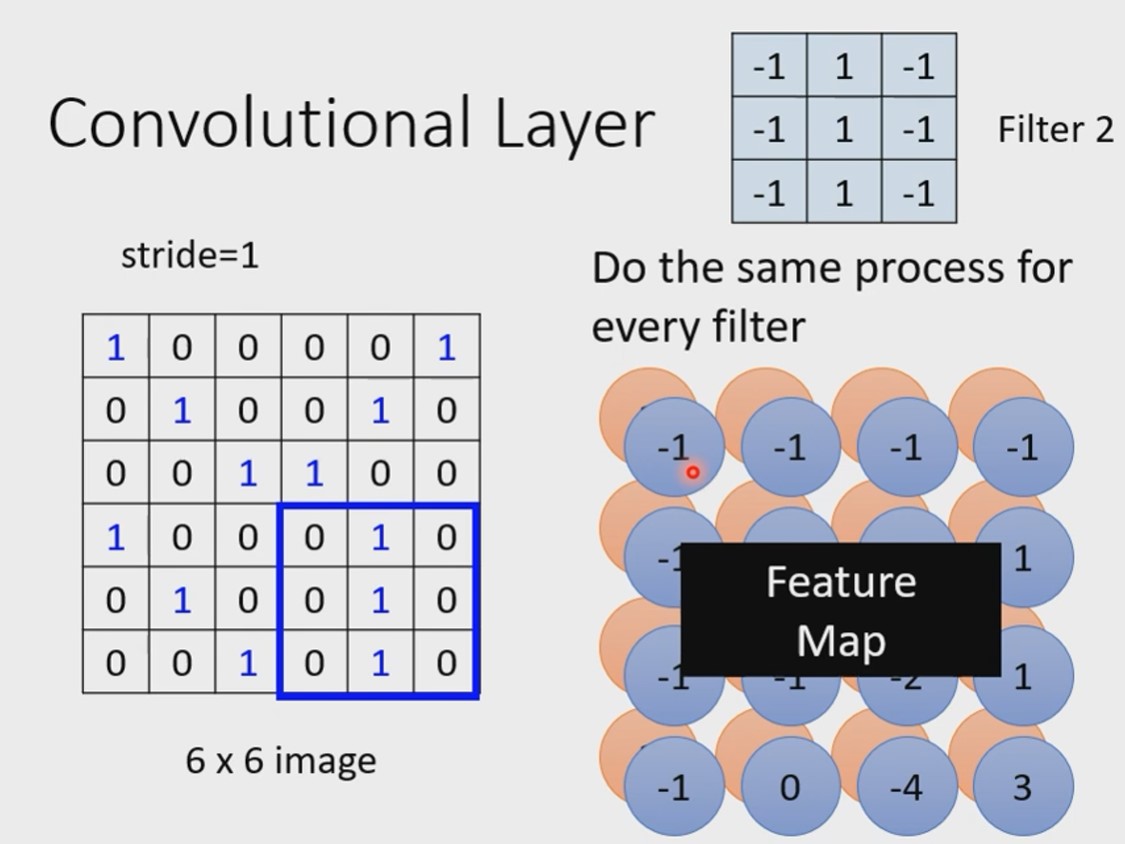 -1 1 -1
-1 1 -1
-1 1 -1
Filter 2
Convolutional Layer
stride=1
1 0 0 0 0 1
0 1 0 0 1 0
0 0 1 1 0 0
1 0 0 0 1 0
0 1 0 0 1 0
0 0 1 0 1 0
6 x 6 image
Do the same process for
every filter
-1 -1 -1 -1
-1 1
Feature
Map
-1 -1 -2 1
-1 0 -4 3